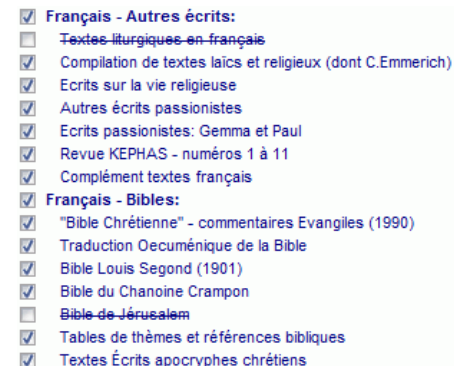 Français - Autres écrits:
Textes liturgiques en français
Compilation de textes laïcs et religieux (dont C.Emmerich)
Ecrits sur la vie religieuse
Autres écrits passionistes
Ecrits passionistes: Gemma et Paul
Revue KEPHAS - numéros 1 à 11
Complément textes français
Français - Bibles:
"Bible Chrétienne" - commentaires Evangiles (1990)
Traduction Oecuménique de la Bible
Bible Louis Segond (1901)
Bible du Chanoine Crampon
Bible de Jérusalem
Tables de thèmes et références bibliques
Textes Écrits apocryphes chrétiens